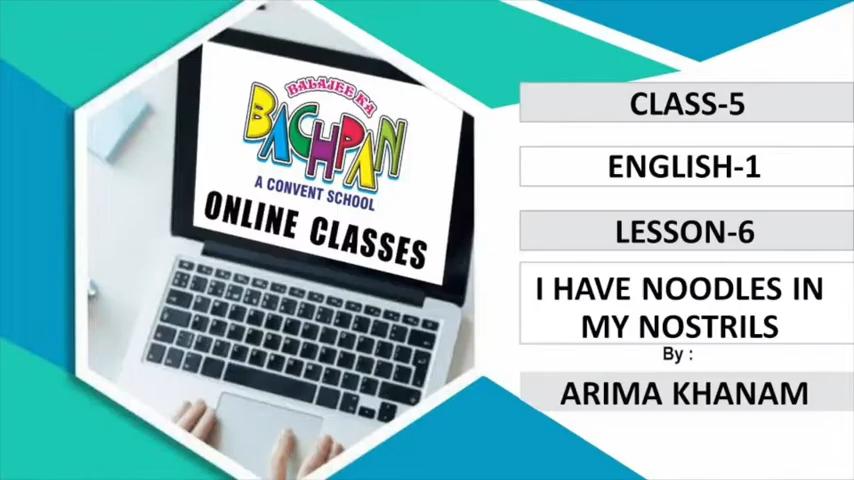 BALAJEE KA
BACHPAN
A CONVENT SCHOOL
ONLINE CLASSES
CLASS-5
ENGLISH-1
LESSON-6
I HAVE NOODLES IN
MY NOSTRILS
By :
ARIMA KHANAM